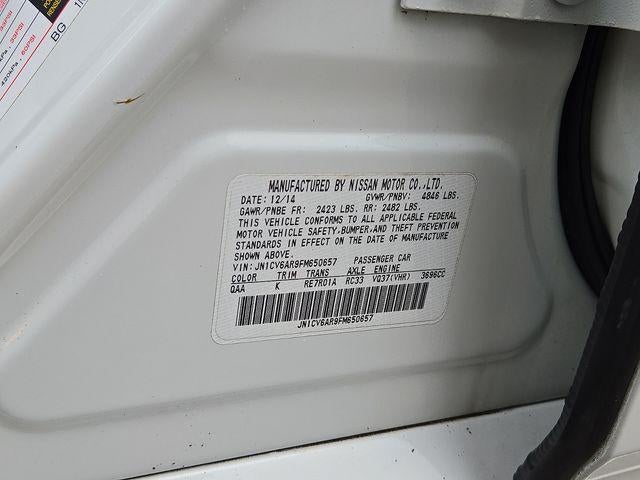 420kPa, 60PSI
BG
MANUFACTURED BY NISSAN MOTOR CO.,LTD.
DATE: 12/14 GVWR/PNBV: 4846 LBS.
GAWR/PNBE FR: 2423 LBS. RR: 2482 LBS.
THIS VEHICLE CONFORMS TO ALL APPLICABLE FEDERAL
MOTOR VEHICLE SAFETY,BUMPER,AND THEFT PREVENTION
STANDARDS IN EFFECT ON THE DATE OF MANUFACTURE
SHOWN ABOVE.
VIN: JN1CV6AR9FM650657 PASSENGER CAR
COLOR TRIM TRANS AXLE ENGINE
QAA K RE7R01A RC33 VQ37(VHR) 3696CC
JN1CV6AR9FM650657